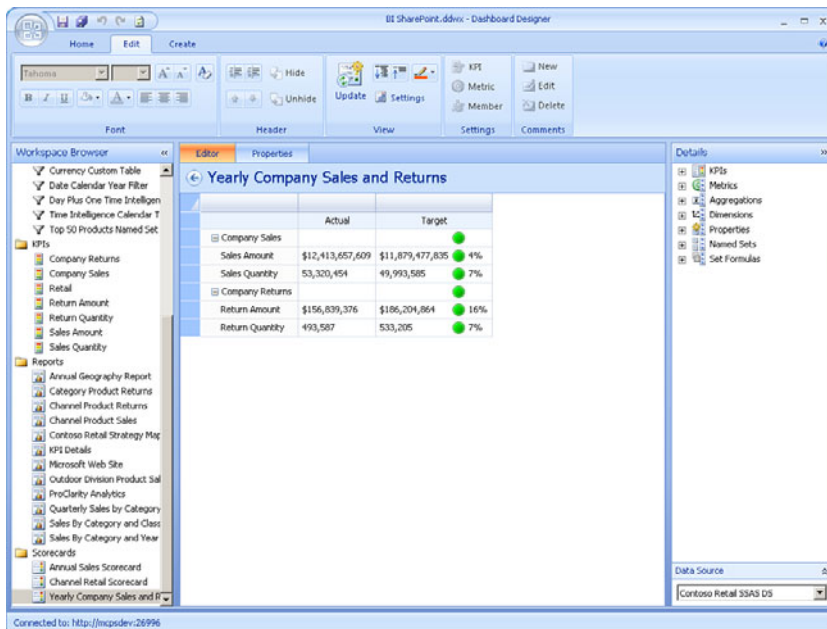 BI SharePoint.ddwx - Dashboard Designer
Home Edit Create
Tahoma
Hide
Unhide
Update
Settings
KPI
Metric
Member
New
Edit
Delete
Font Header View Settings Comments
Workspace Browser
Currency Custom Table
Date Calendar Year Filter
Day Plus One Time Intelligen
Time Intelligence Calendar T
Top 50 Products Named Set
KPIs
Company Returns
Company Sales
Retail
Return Amount
Return Quantity
Sales Amount
Sales Quantity
Reports
Annual Geography Report
Category Product Returns
Channel Product Returns
Channel Product Sales
Contoso Retail Strategy Map
KPI Details
Microsoft Web Site
Outdoor Division Product Sal
ProClarity Analytics
Quarterly Sales by Category
Sales By Category and Class
Sales By Category and Year
Scorecards
Annual Sales Scorecard
Channel Retail Scorecard
Yearly Company Sales and R
Editor Properties
Yearly Company Sales and Returns
Actual Target
Company Sales
Sales Amount $12,413,657,609 $11,879,477,835 4%
Sales Quantity 53,320,454 49,993,585 7%
Company Returns
Return Amount $156,839,376 $186,204,864 16%
Return Quantity 493,587 533,205 7%
Details
KPIs
Metrics
Aggregations
Dimensions
Properties
Named Sets
Set Formulas
Data Source
Contoso Retail SSAS DS
Connected to: http://mcpsdev:26996